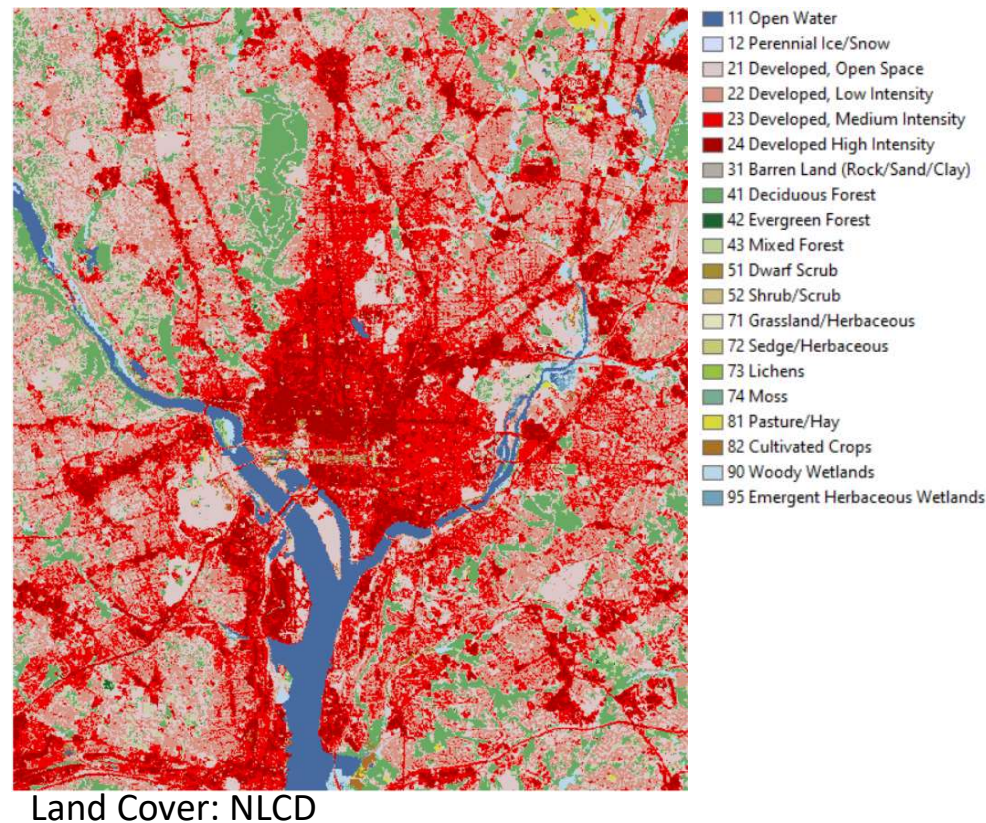 11 Open Water
12 Perennial Ice/Snow
21 Developed, Open Space
22 Developed, Low Intensity
23 Developed, Medium Intensity
24 Developed High Intensity
31 Barren Land (Rock/Sand/Clay)
41 Deciduous Forest
42 Evergreen Forest
43 Mixed Forest
51 Dwarf Scrub
52 Shrub/Scrub
71 Grassland/Herbaceous
72 Sedge/Herbaceous
73 Lichens
74 Moss
81 Pasture/Hay
82 Cultivated Crops
90 Woody Wetlands
95 Emergent Herbaceous Wetlands
Land Cover: NLCD